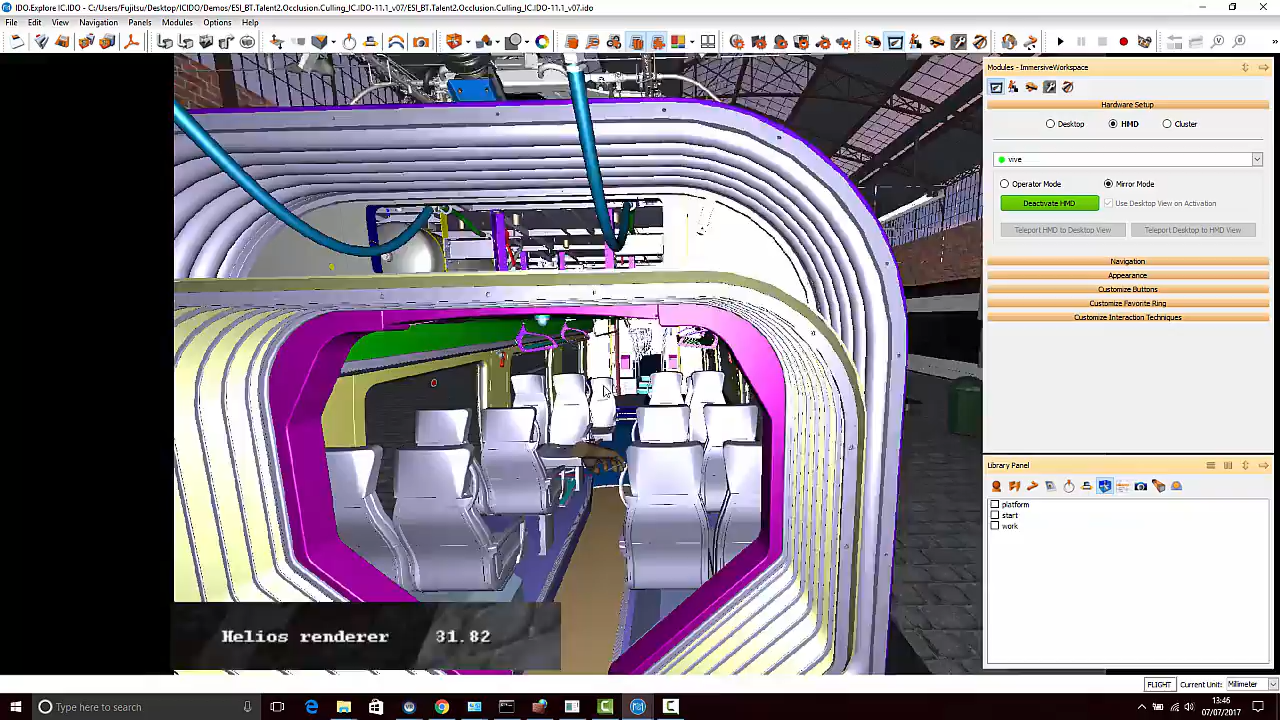 IDO.Explore IC.IDO - C:/Users/Fujitsu/Desktop/ICIDO/Demos/ESI_BT.Talent2.Occlusion.Culling_IC.IDO-11.1_v07/ESI_BT.Talent2.Occlusion.Culling_IC.IDO-11.1_v07.ido
File Edit View Navigation Panels Modules Options Help
Modules - ImmersiveWorkspace
Hardware Setup
Desktop HMD Cluster
vive
Operator Mode Mirror Mode
Deactivate HMD Use Desktop View on Activation
Teleport HMD to Desktop View Teleport Desktop to HMD View
Navigation
Appearance
Customize Buttons
Customize Favorite Ring
Customize Interaction Techniques
Library Panel
platform
start
work
Helios renderer 31.82
FLIGHT Current Unit: Millimeter
Type here to search
13:46
07/07/2017